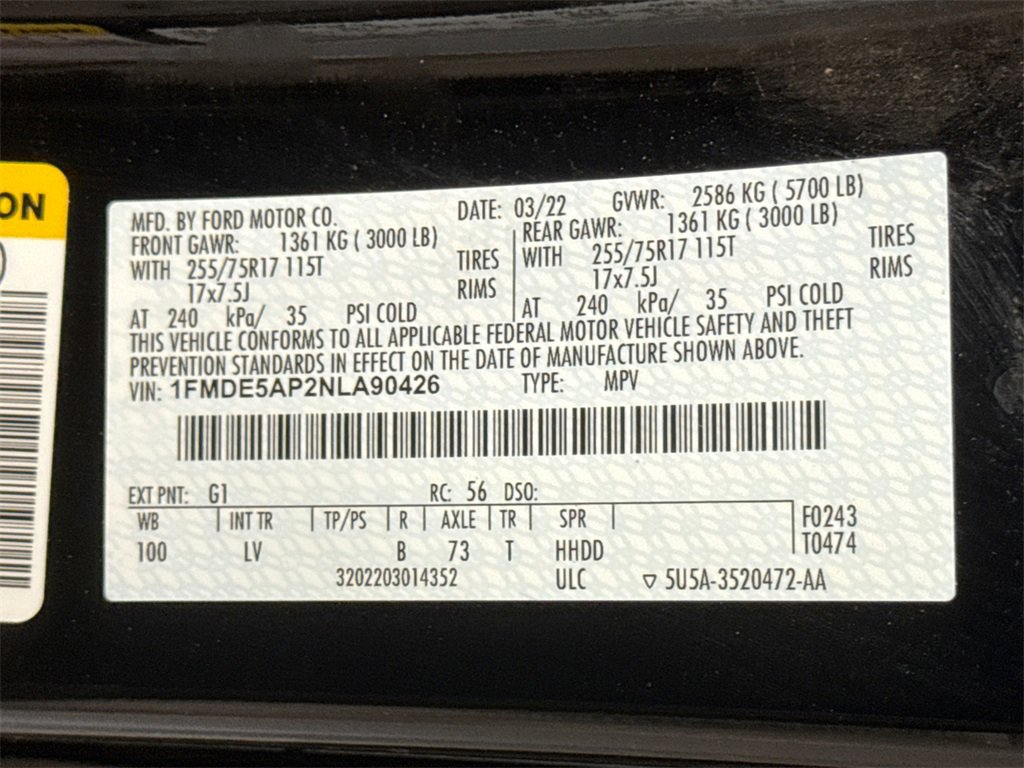 ON
MFD. BY FORD MOTOR CO. DATE: 03/22 GVWR: 2586 KG ( 5700 LB)
FRONT GAWR: 1361 KG ( 3000 LB) REAR GAWR: 1361 KG ( 3000 LB)
WITH 255/75R17 115T TIRES WITH 255/75R17 115T TIRES
17x7.5J RIMS 17x7.5J RIMS
AT 240 kPa/ 35 PSI COLD AT 240 kPa/ 35 PSI COLD
THIS VEHICLE CONFORMS TO ALL APPLICABLE FEDERAL MOTOR VEHICLE SAFETY AND THEFT
PREVENTION STANDARDS IN EFFECT ON THE DATE OF MANUFACTURE SHOWN ABOVE.
VIN: 1FMDE5AP2NLA90426 TYPE: MPV
EXT PNT: G1 RC: 56 DSO:
WB INT TR TP/PS R AXLE TR SPR F0243
100 LV B 73 T HHDD T0474
3202203014352 ULC ▽ 5U5A-3520472-AA